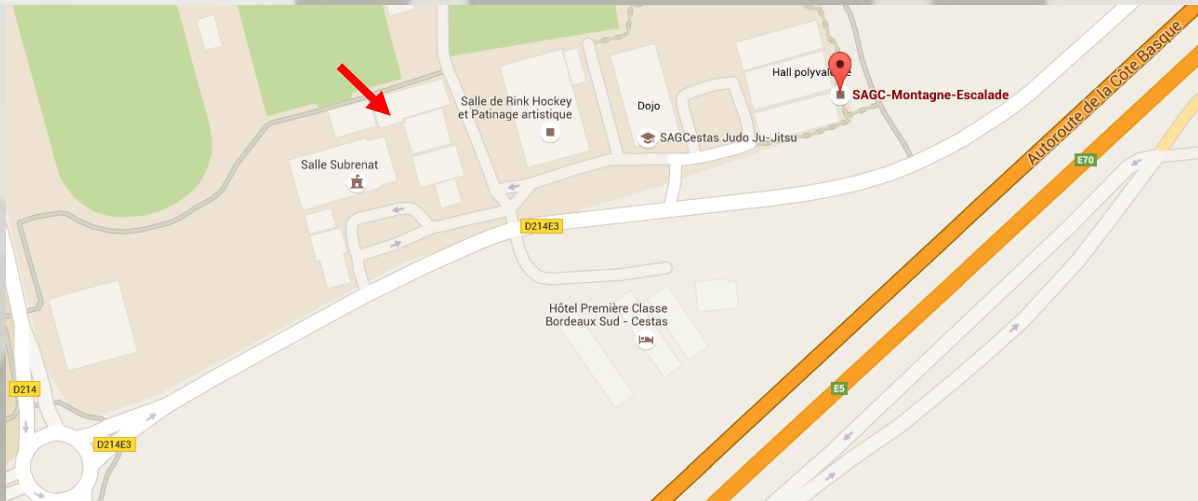 Hall polyvalente
SAGC-Montagne-Escalade
Salle de Rink Hockey
et Patinage artistique
Dojo
SAGCestas Judo Ju-Jitsu
Salle Subrenat
Autoroute de la Côte Basque
E70
D214E3
Hôtel Première Classe
Bordeaux Sud - Cestas
D214
E5
D214E3